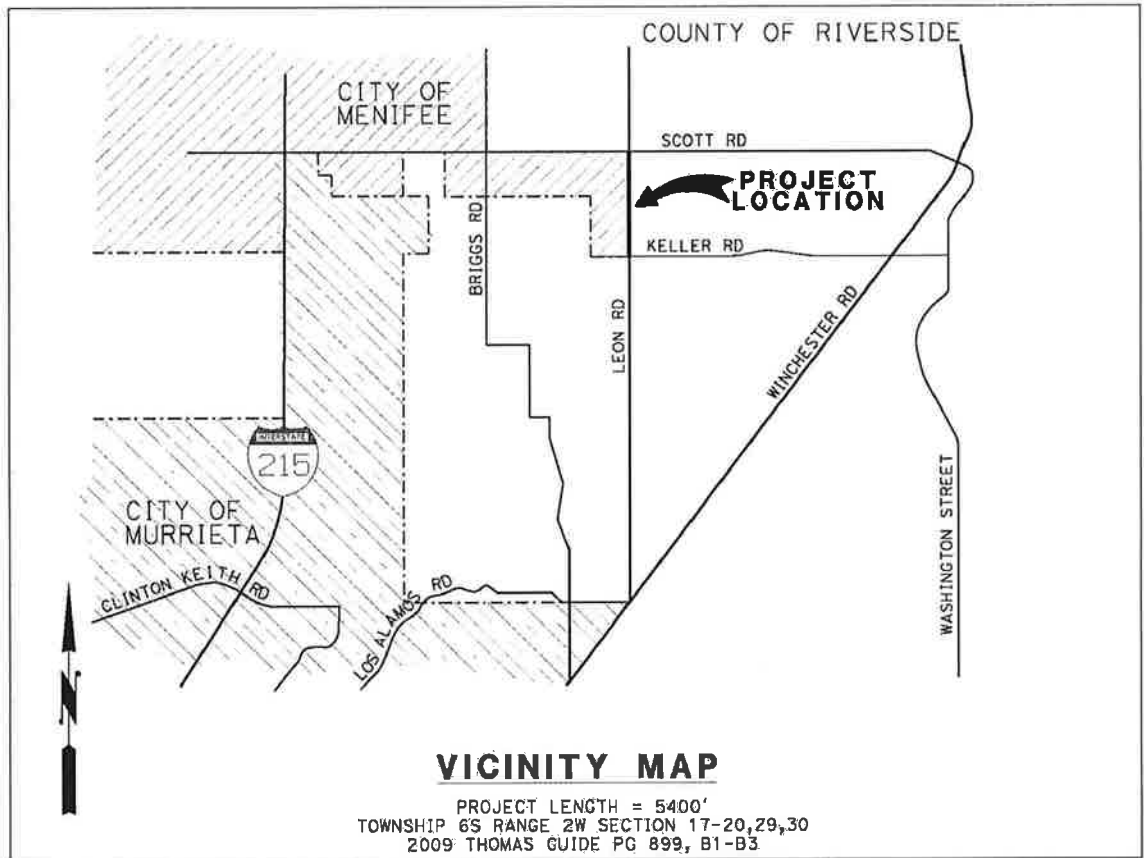 COUNTY OF RIVERSIDE
CITY OF
MENIFEE
SCOTT RD
PROJECT
LOCATION
KELLER RD
BRIGGS RD
LEON RD
WINCHESTER RD
INTERSTATE
215
CITY OF
MURRIETA
CLINTON KEITH RD
LOS ALAMOS RD
WASHINGTON STREET
N
VICINITY MAP
PROJECT LENGTH = 5400'
TOWNSHIP 6S RANGE 2W SECTION 17-20,29,30
2009 THOMAS GUIDE PG 899, B1-B3